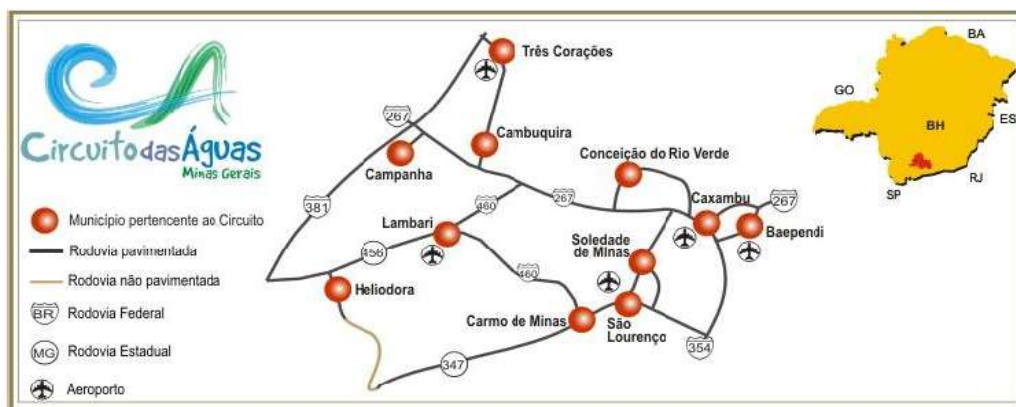 Circuito das Águas
Minas Gerais
Município pertencente ao Circuito
Rodovia pavimentada
Rodovia não pavimentada
BR Rodovia Federal
MG Rodovia Estadual
Aeroporto
Três Corações
267
Cambuquira
Campanha
Conceição do Rio Verde
381
460
267
Caxambu
267
Lambari
Baependi
456
Soledade
de Minas
460
Heliodora
Carmo de Minas
São
Lourenço
354
347
BA
GO
ES
BH
SP
RJ